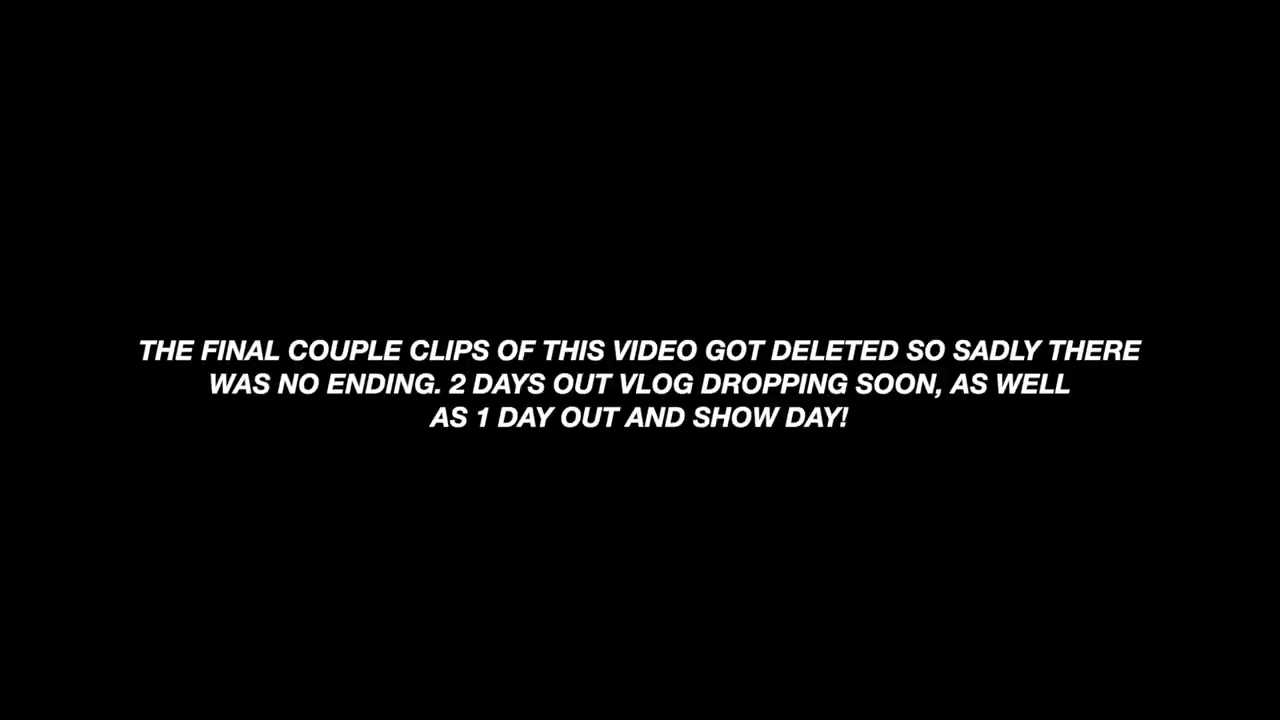 THE FINAL COUPLE CLIPS OF THIS VIDEO GOT DELETED SO SADLY THERE
WAS NO ENDING. 2 DAYS OUT VLOG DROPPING SOON, AS WELL
AS 1 DAY OUT AND SHOW DAY!